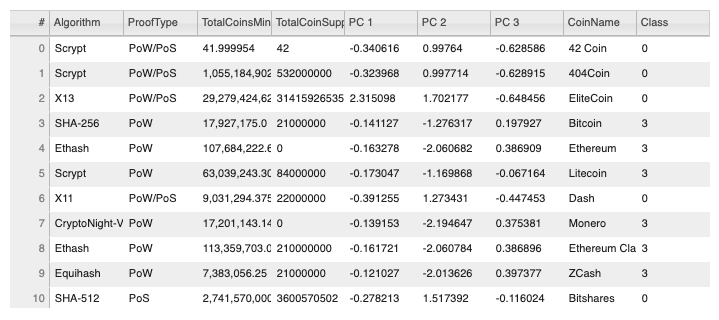 # Algorithm ProofType TotalCoinsMin TotalCoinSupp PC 1 PC 2 PC 3 CoinName Class
0 Scrypt PoW/PoS 41.999954 42 -0.340616 0.99764 -0.628586 42 Coin 0
1 Scrypt PoW/PoS 1,055,184,902 532000000 -0.323968 0.997714 -0.628915 404Coin 0
2 X13 PoW/PoS 29,279,424,62 31415926535 2.315098 1.702177 -0.648456 EliteCoin 0
3 SHA-256 PoW 17,927,175.0 21000000 -0.141127 -1.276317 0.197927 Bitcoin 3
4 Ethash PoW 107,684,222.6 0 -0.163278 -2.060682 0.386909 Ethereum 3
5 Scrypt PoW 63,039,243.30 84000000 -0.173047 -1.169868 -0.067164 Litecoin 3
6 X11 PoW/PoS 9,031,294.375 22000000 -0.391255 1.273431 -0.447453 Dash 0
7 CryptoNight-V PoW 17,201,143.14 0 -0.139153 -2.194647 0.375381 Monero 3
8 Ethash PoW 113,359,703.0 210000000 -0.161721 -2.060784 0.386896 Ethereum Cla 3
9 Equihash PoW 7,383,056.25 21000000 -0.121027 -2.013626 0.397377 ZCash 3
10 SHA-512 PoS 2,741,570,000 3600570502 -0.278213 1.517392 -0.116024 Bitshares 0